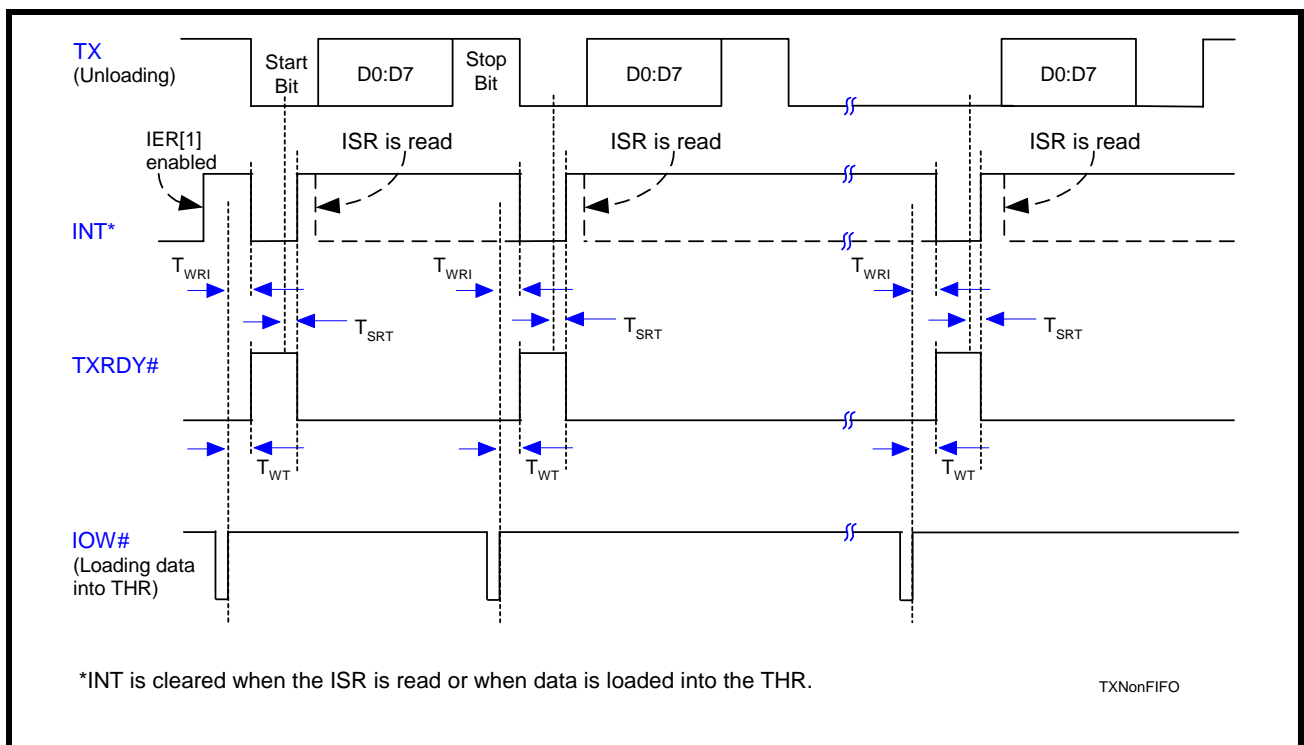 TX
(Unloading)
Start
Bit
D0:D7
Stop
Bit
D0:D7
D0:D7
IER[1]
enabled
ISR is read
ISR is read
ISR is read
INT*
TWRI
TWRI
TWRI
TSRT
TSRT
TSRT
TXRDY#
TWT
TWT
TWT
IOW#
(Loading data
into THR)
*INT is cleared when the ISR is read or when data is loaded into the THR.
TXNonFIFO